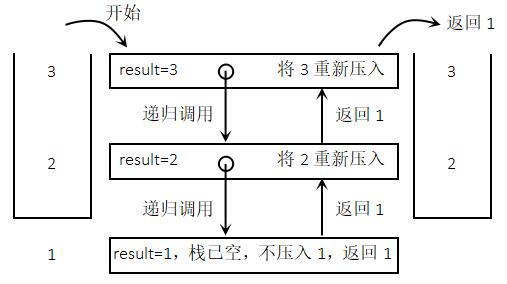 开始
返回 1
3
result=3
将 3 重新压入
3
递归调用
返回 1
2
result=2
将 2 重新压入
2
递归调用
返回 1
1
result=1，栈已空，不压入 1，返回 1